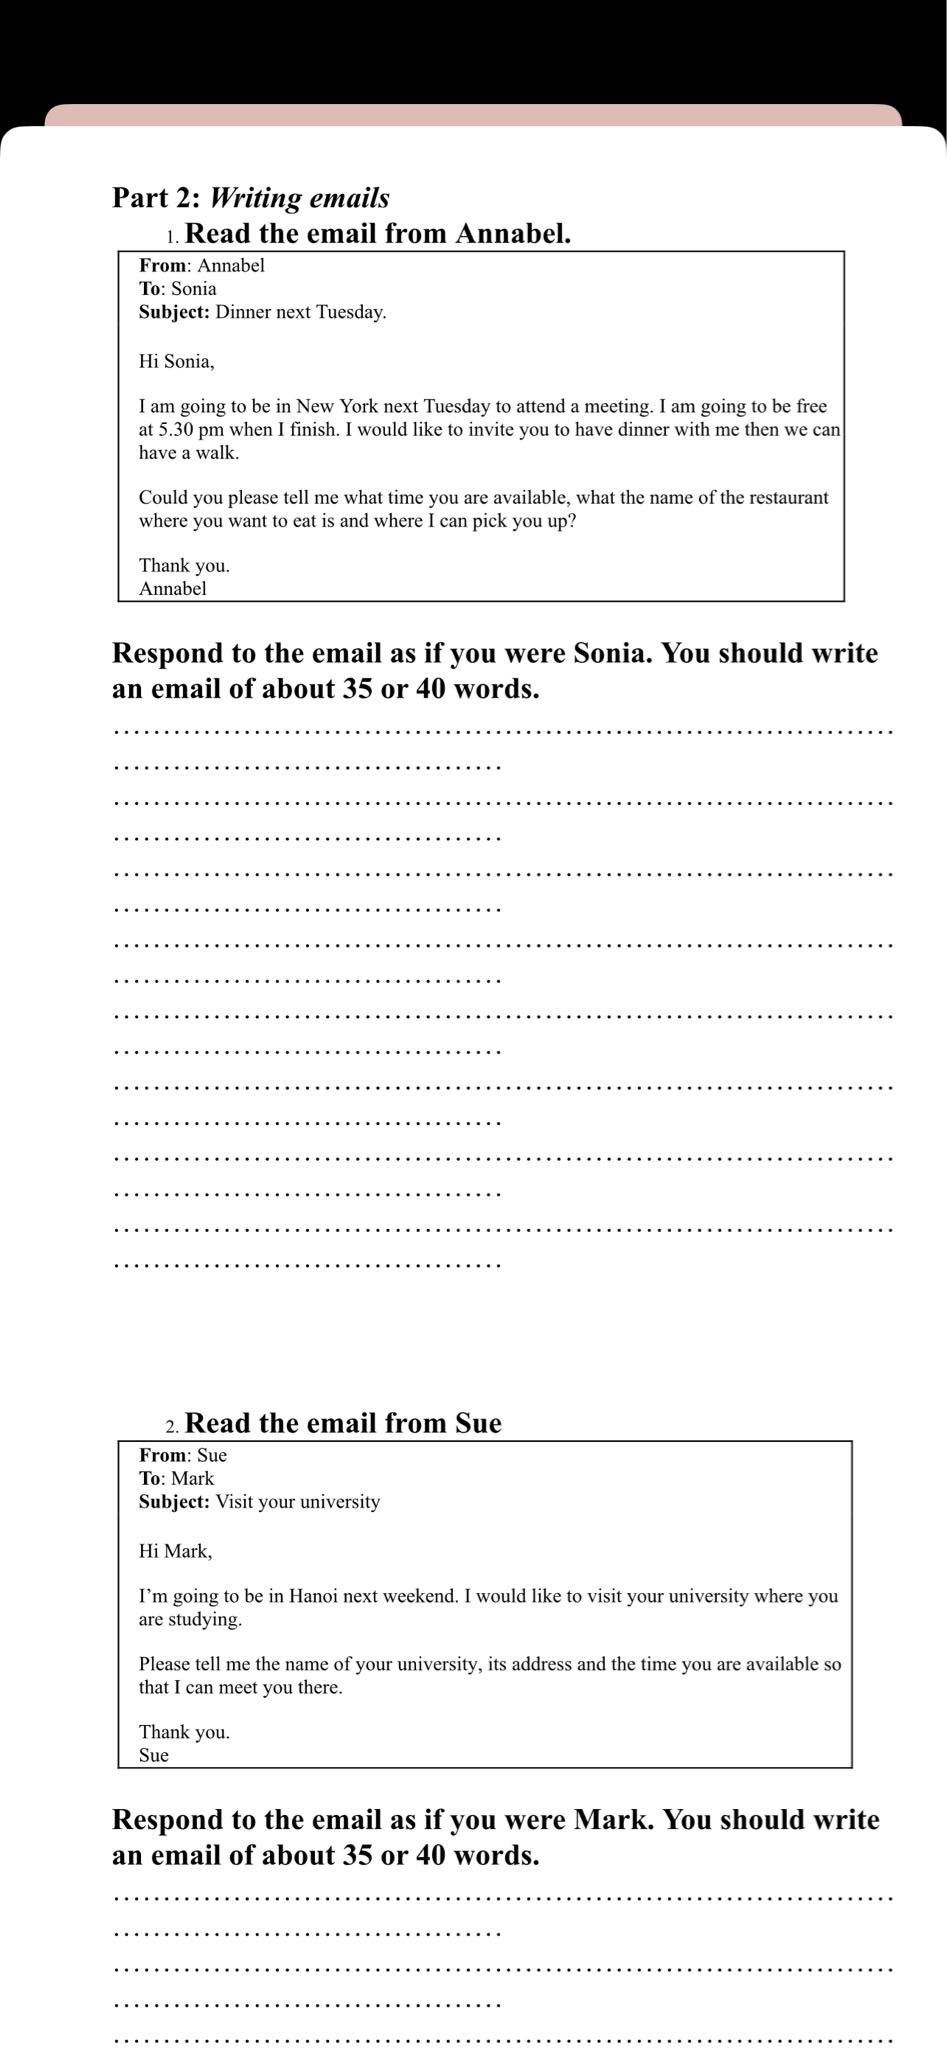 Part 2: Writing emails
1. Read the email from Annabel.
From: Annabel
To: Sonia
Subject: Dinner next Tuesday.
Hi Sonia,
I am going to be in New York next Tuesday to attend a meeting. I am going to be free
at 5.30 pm when I finish. I would like to invite you to have dinner with me then we can
have a walk.
Could you please tell me what time you are available, what the name of the restaurant
where you want to eat is and where I can pick you up?
Thank you.
Annabel
Respond to the email as if you were Sonia. You should write
an email of about 35 or 40 words.
2. Read the email from Sue
From: Sue
To: Mark
Subject: Visit your university
Hi Mark,
I’m going to be in Hanoi next weekend. I would like to visit your university where you
are studying.
Please tell me the name of your university, its address and the time you are available so
that I can meet you there.
Thank you.
Sue
Respond to the email as if you were Mark. You should write
an email of about 35 or 40 words.